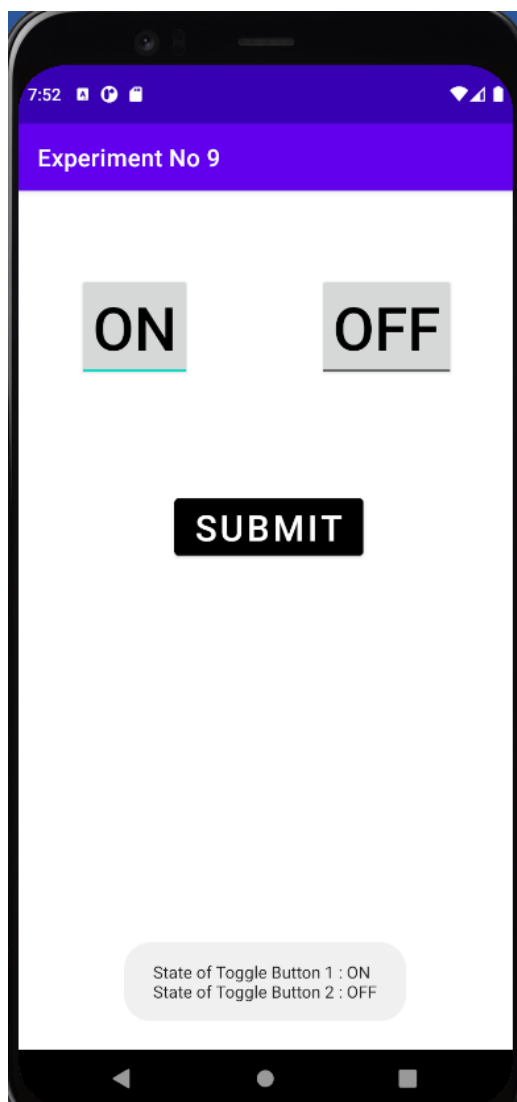 7:52
Experiment No 9
ON
OFF
SUBMIT
State of Toggle Button 1 : ON
State of Toggle Button 2 : OFF